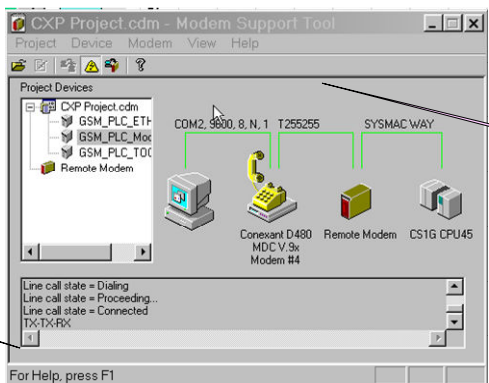 CXP Project.cdm - Modem Support Tool
Project Device Modem View Help
Project Devices
CXP Project.cdm
GSM_PLC_ETH
GSM_PLC_Moc
GSM_PLC_TOO
Remote Modem
COM2, 9600, 8, N, 1 T255255 SYSMAC WAY
Conexant D480
MDC V.9x
Modem #4
Remote Modem
CS1G CPU45
Line call state = Dialing
Line call state = Proceeding...
Line call state = Connected
TX-TX-RX
For Help, press F1